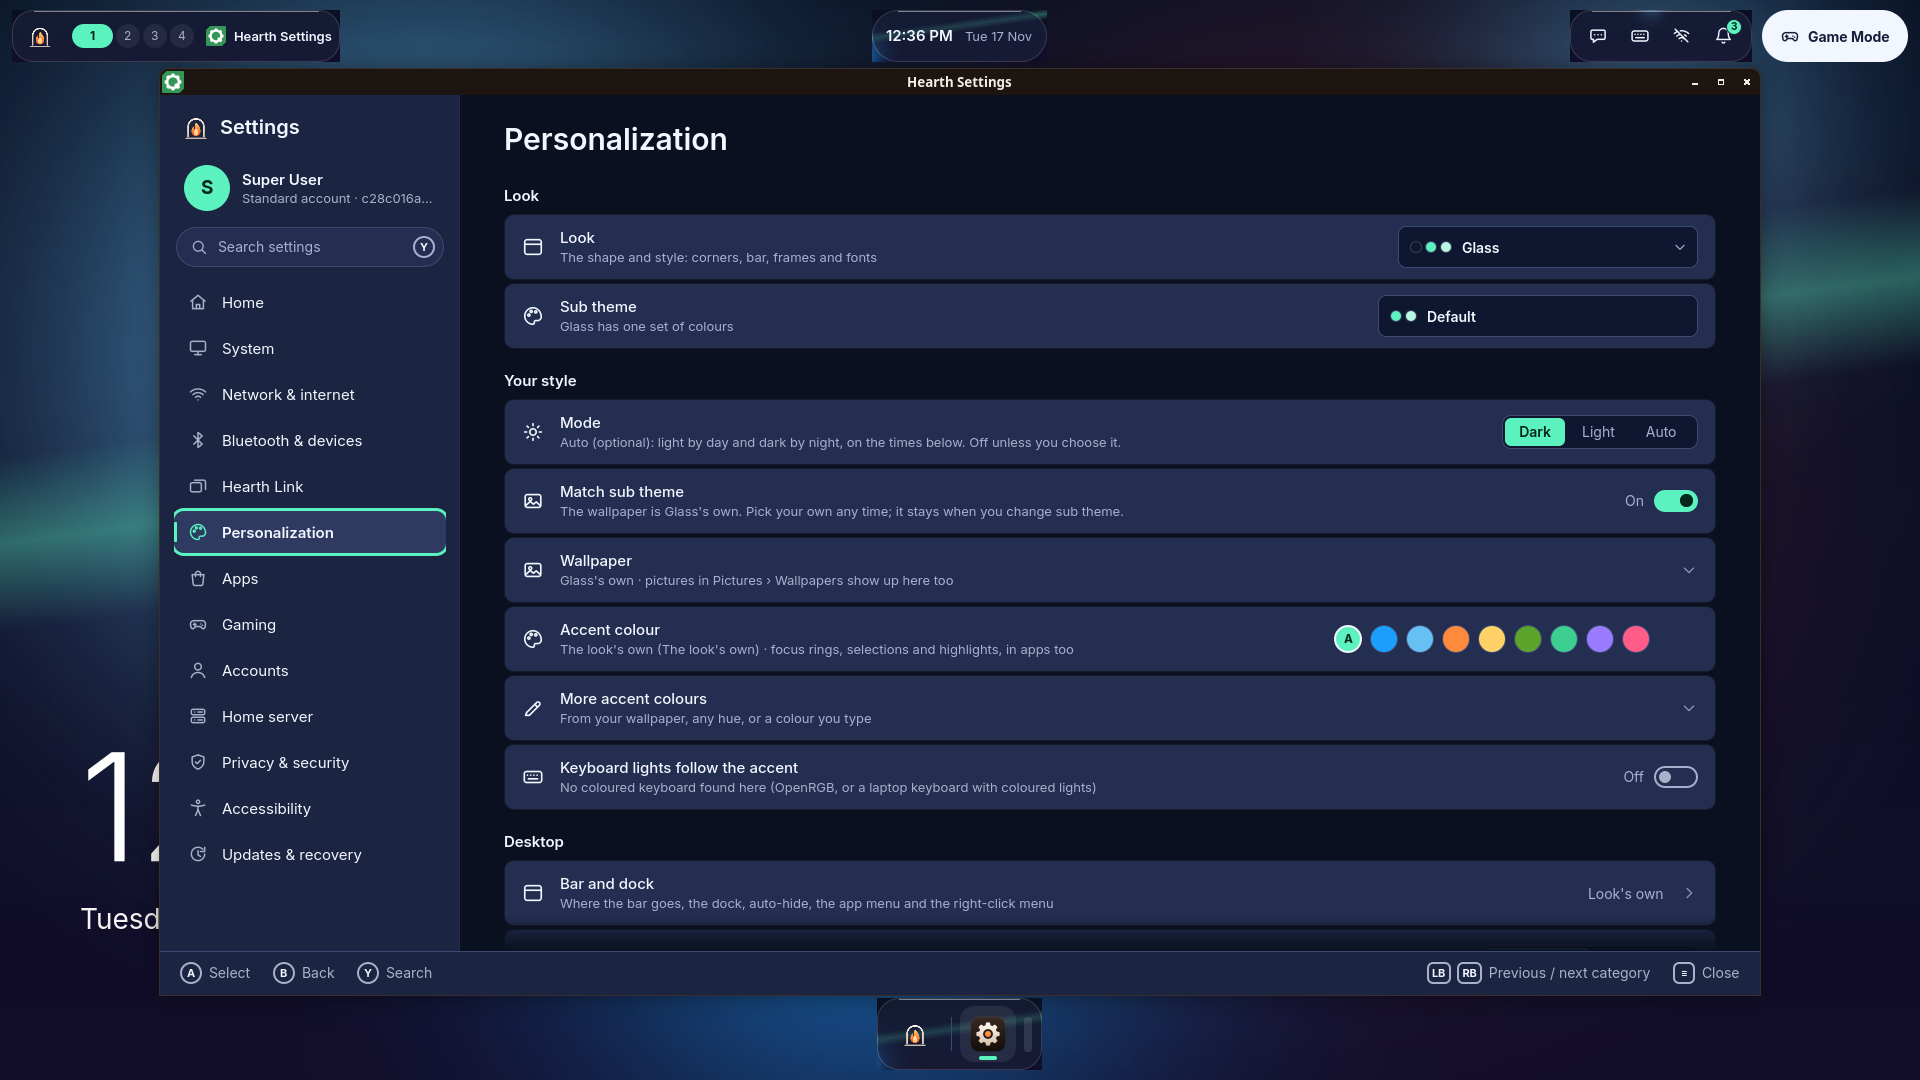 1 2 3 4 Hearth Settings
12:36 PM Tue 17 Nov
3
Game Mode
Hearth Settings
Settings
S
Super User
Standard account · c28c016a...
Search settings Y
Home
System
Network & internet
Bluetooth & devices
Hearth Link
Personalization
Apps
Gaming
Accounts
Home server
Privacy & security
Accessibility
Updates & recovery
Personalization
Look
Look
The shape and style: corners, bar, frames and fonts
Glass
Sub theme
Glass has one set of colours
Default
Your style
Mode
Auto (optional): light by day and dark by night, on the times below. Off unless you choose it.
Dark Light Auto
Match sub theme
The wallpaper is Glass's own. Pick your own any time; it stays when you change sub theme.
On
Wallpaper
Glass's own · pictures in Pictures › Wallpapers show up here too
Accent colour
The look's own (The look's own) · focus rings, selections and highlights, in apps too
A
More accent colours
From your wallpaper, any hue, or a colour you type
Keyboard lights follow the accent
No coloured keyboard found here (OpenRGB, or a laptop keyboard with coloured lights)
Off
Desktop
Bar and dock
Where the bar goes, the dock, auto-hide, the app menu and the right-click menu
Look's own
12
Tuesd
A Select B Back Y Search
LB RB Previous / next category ≡ Close